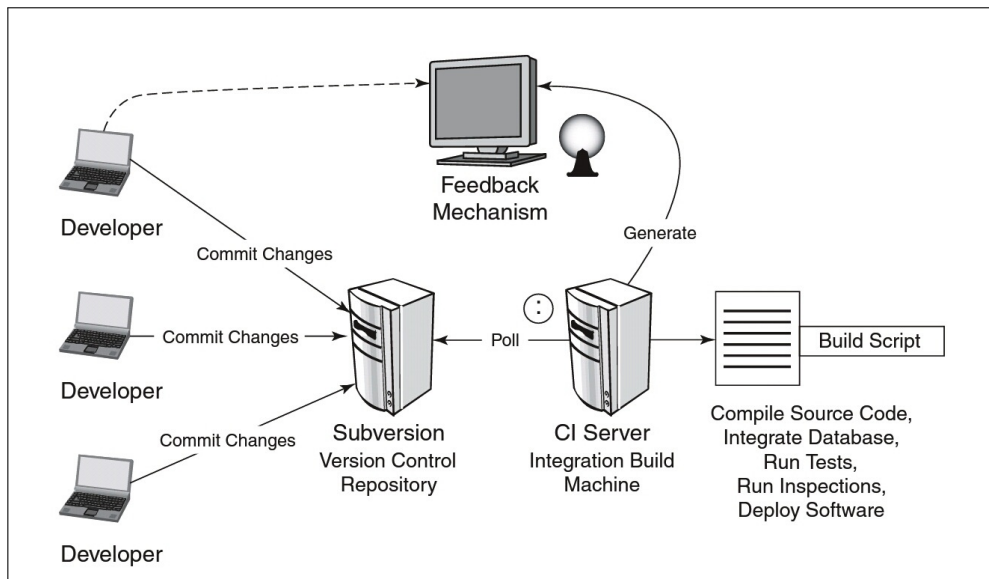 Feedback
Mechanism
Developer
Commit Changes
Generate
:
Developer
Commit Changes
Poll
Build Script
Developer
Commit Changes
Subversion
Version Control
Repository
CI Server
Integration Build
Machine
Compile Source Code,
Integrate Database,
Run Tests,
Run Inspections,
Deploy Software